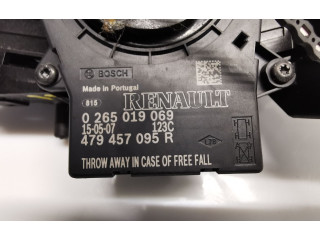 BOSCH
Made in Portugal
815 RENAULT
0 265 019 069
15-05-07 123C
479 457 095 R
THROW AWAY IN CASE OF FREE FALL